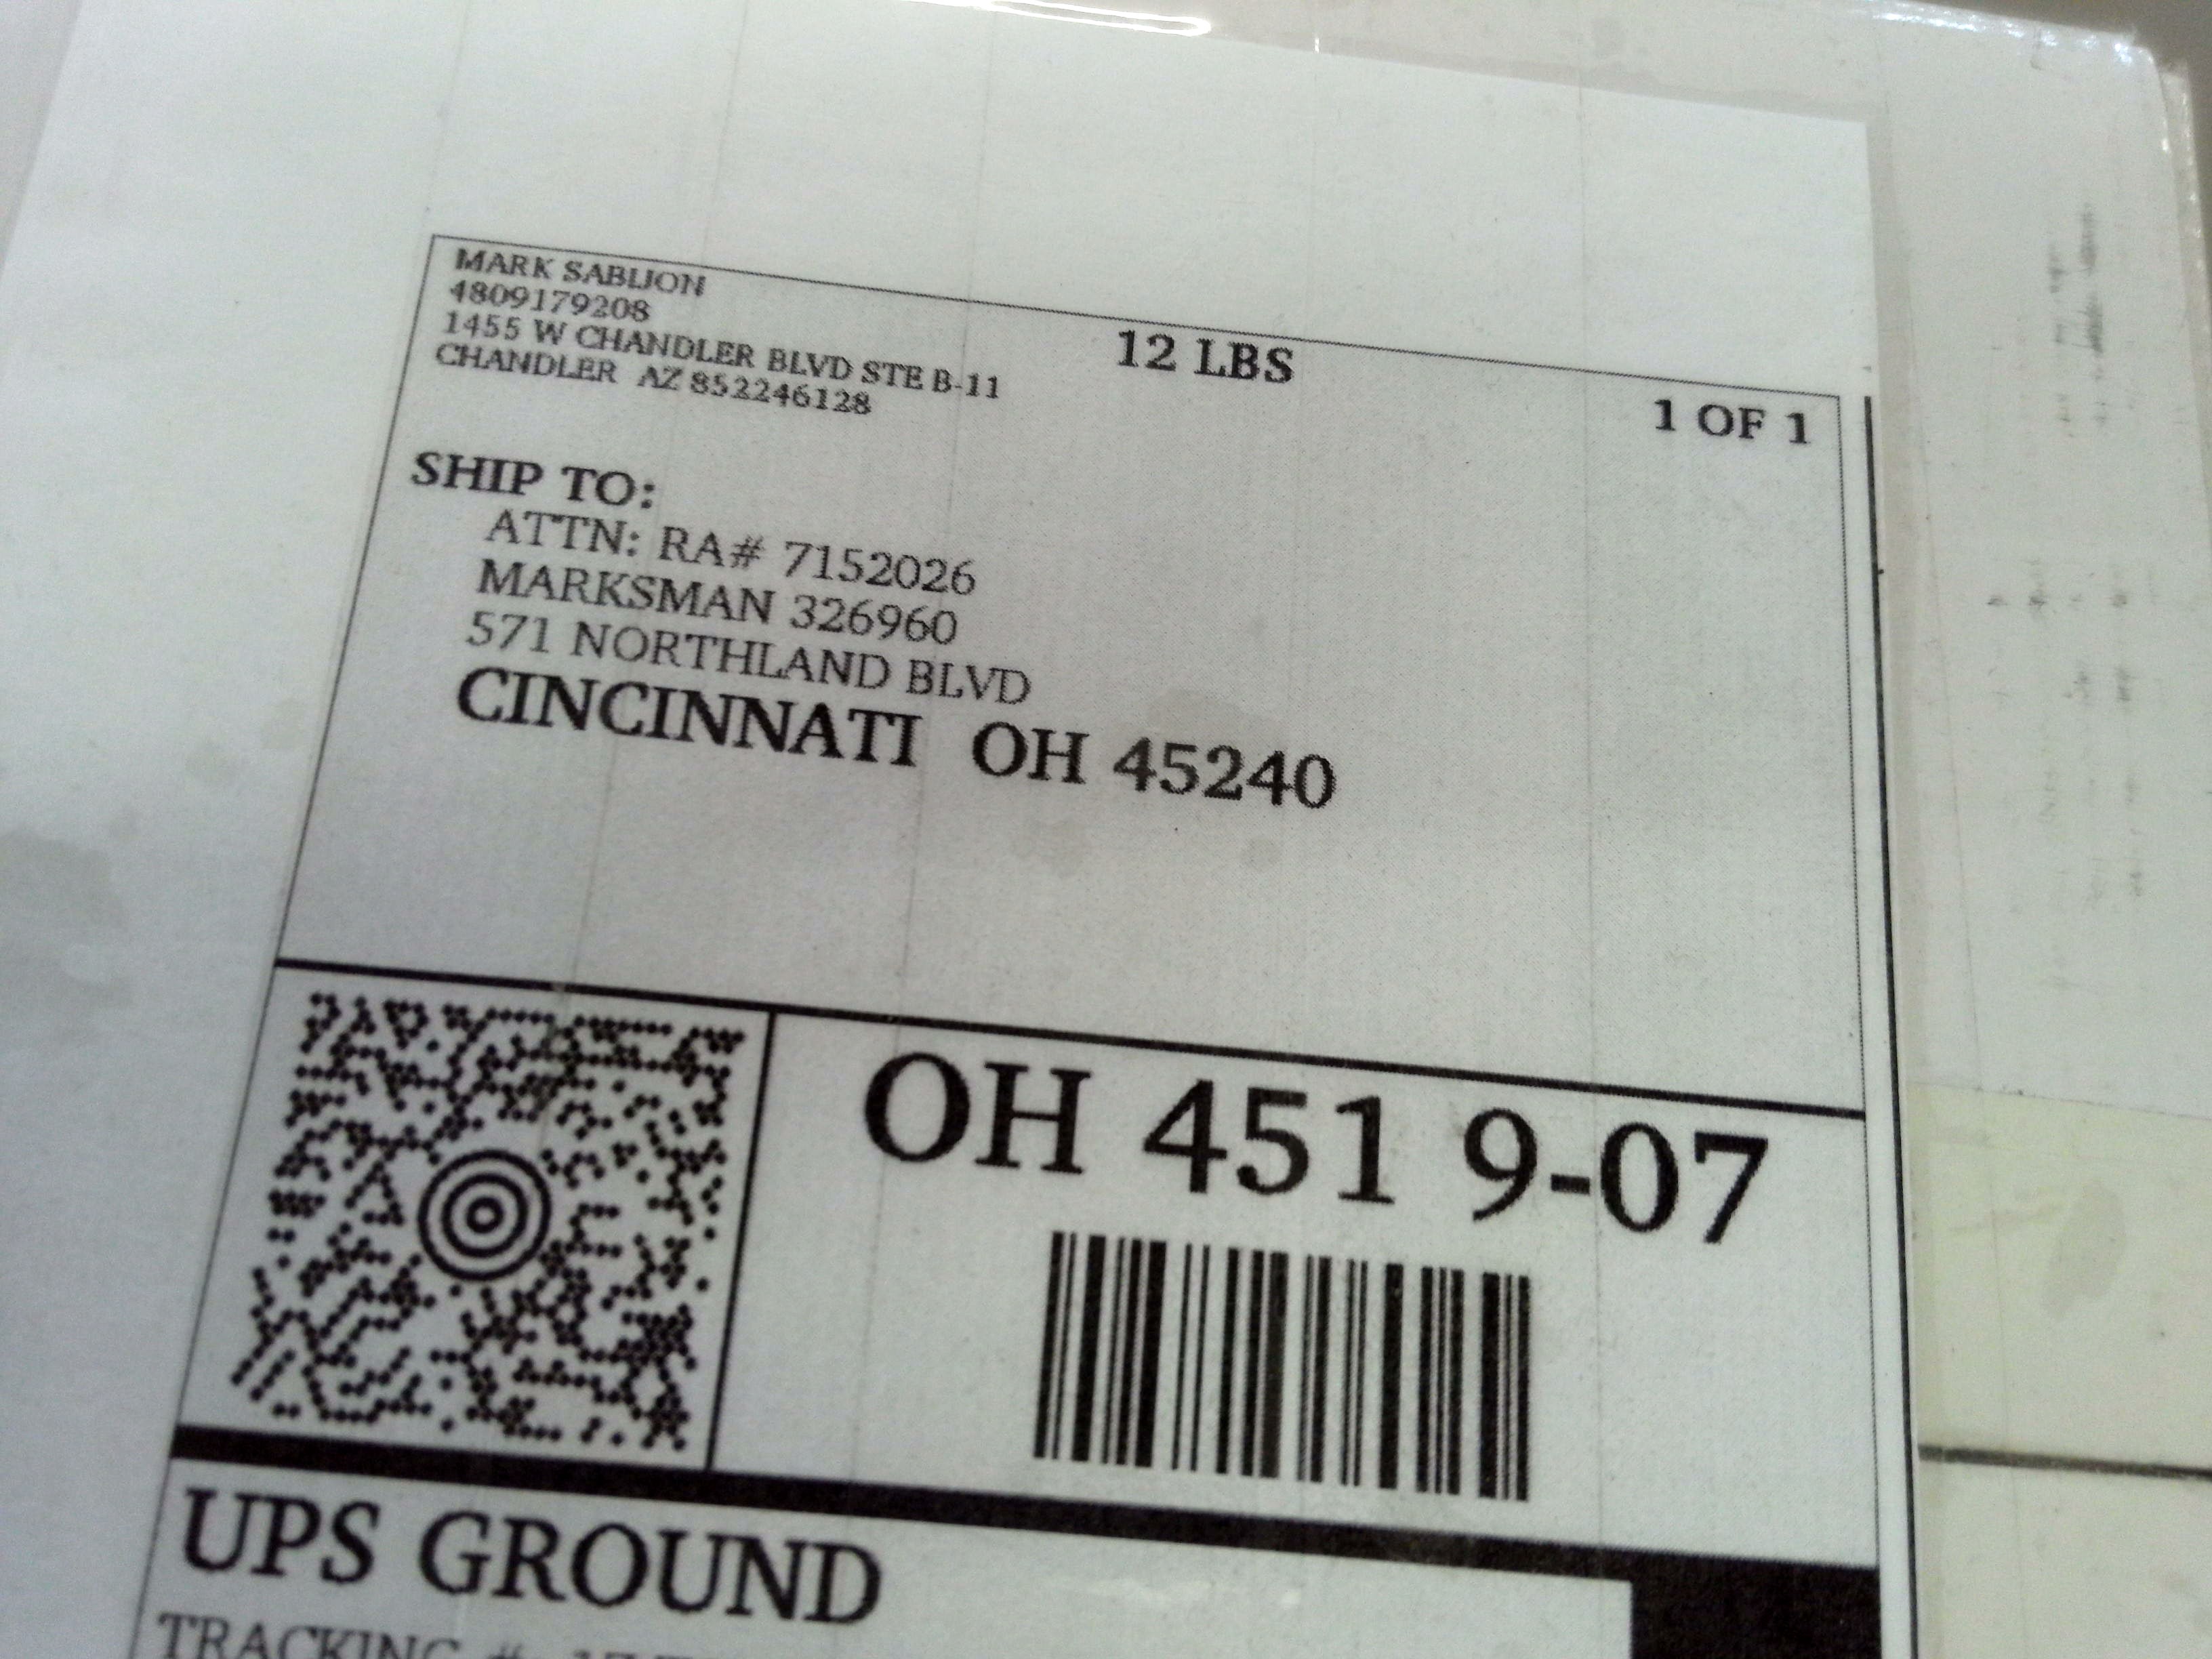 MARK SABIJON
4809179208
1455 W CHANDLER BLVD STE B-11
CHANDLER AZ 852246128
12 LBS
1 OF 1
SHIP TO:
ATTN: RA# 7152026
MARKSMAN 326960
571 NORTHLAND BLVD
CINCINNATI OH 45240
OH 451 9-07
UPS GROUND
TRACKING #: